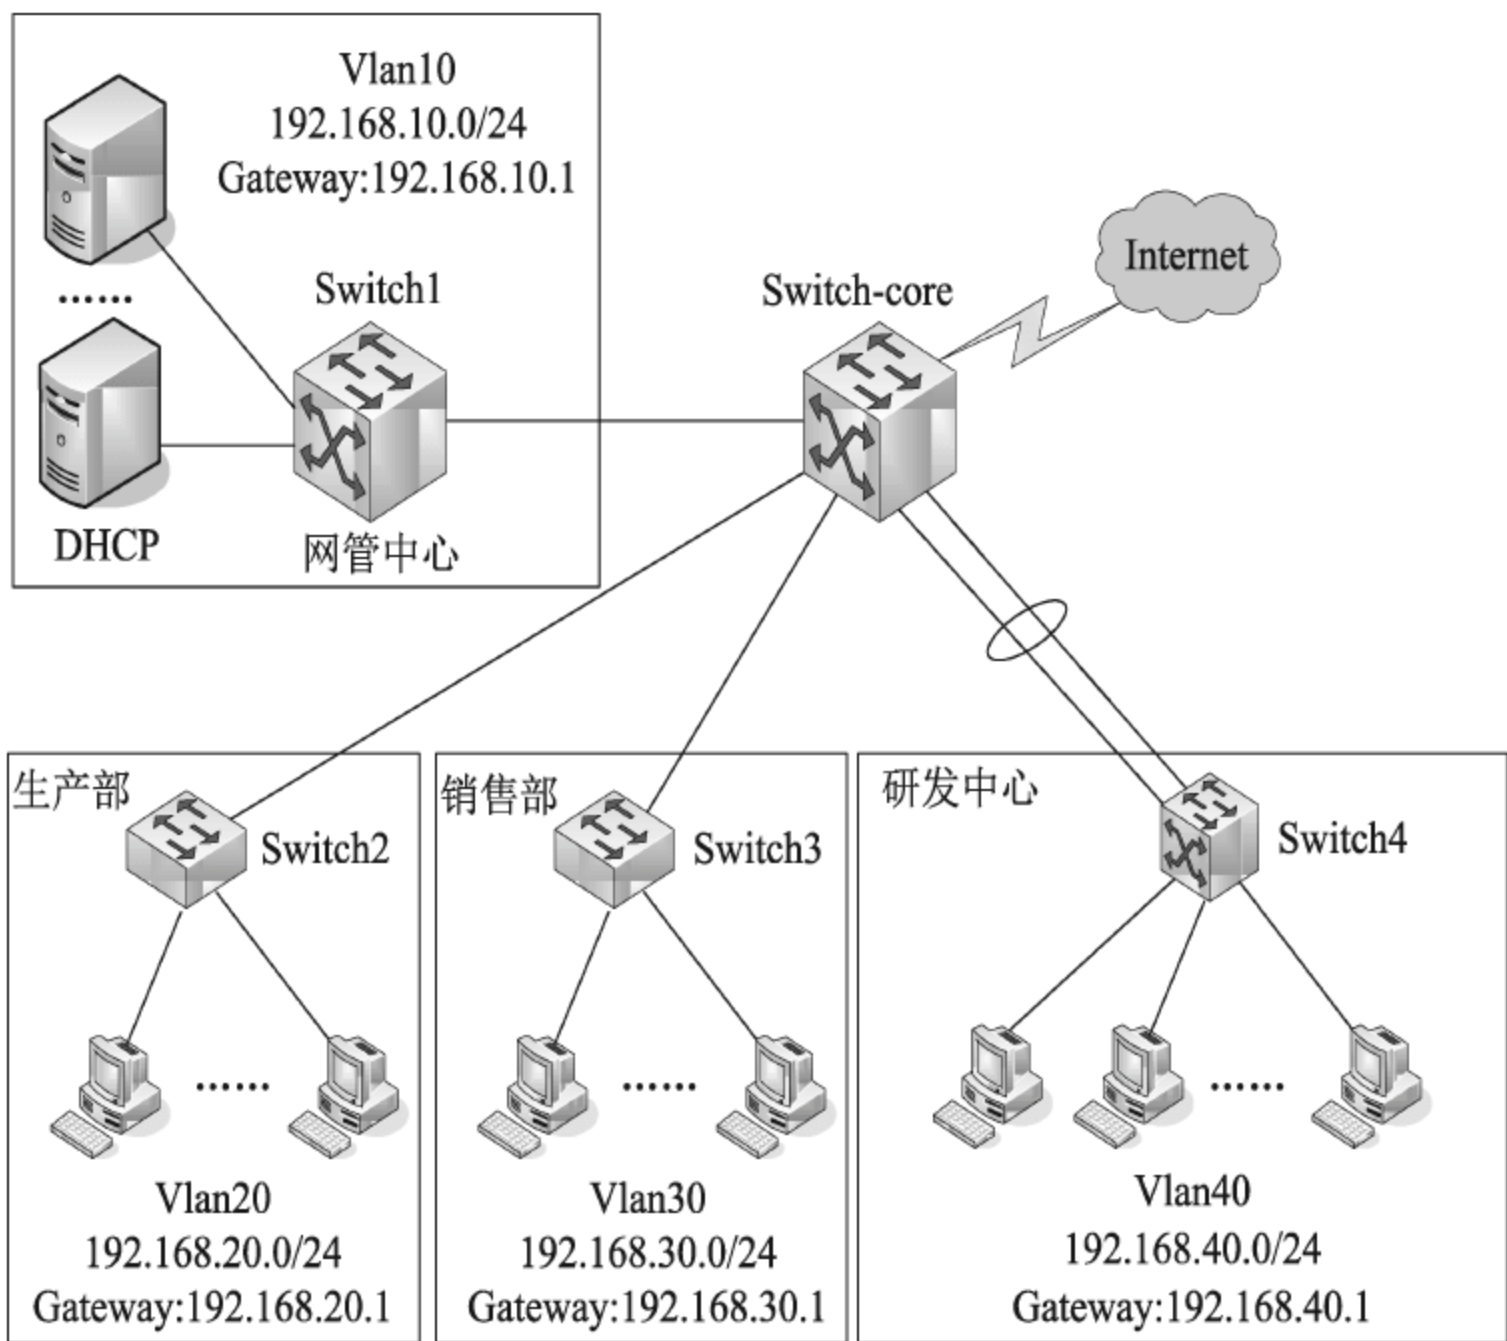 Vlan10
192.168.10.0/24
Gateway:192.168.10.1
Switch1
……
DHCP
网管中心
Switch-core
Internet
生产部
Switch2
……
Vlan20
192.168.20.0/24
Gateway:192.168.20.1
销售部
Switch3
……
Vlan30
192.168.30.0/24
Gateway:192.168.30.1
研发中心
Switch4
……
Vlan40
192.168.40.0/24
Gateway:192.168.40.1